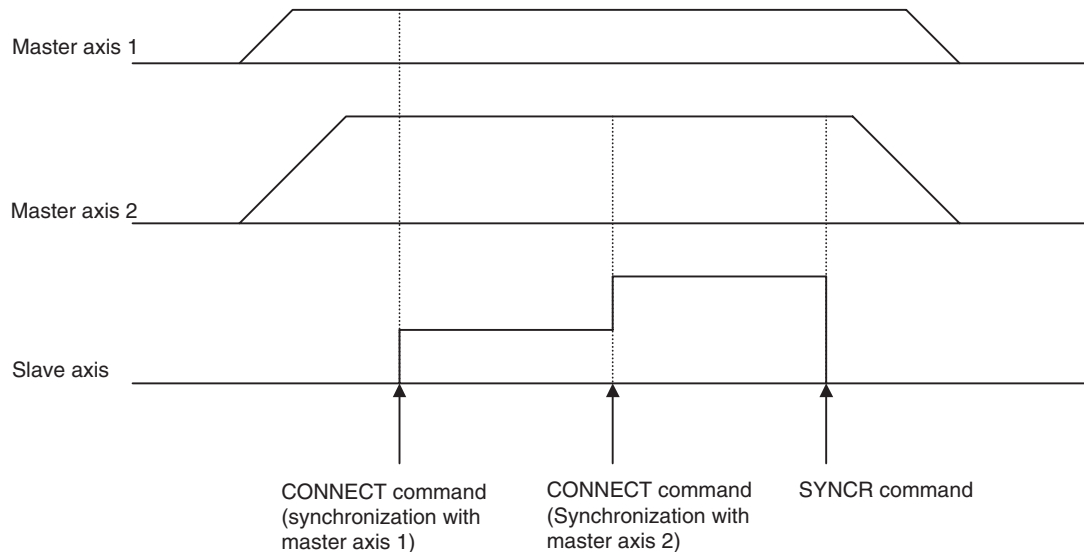 Master axis 1
Master axis 2
Slave axis
CONNECT command
(synchronization with
master axis 1)
CONNECT command
(Synchronization with
master axis 2)
SYNCR command